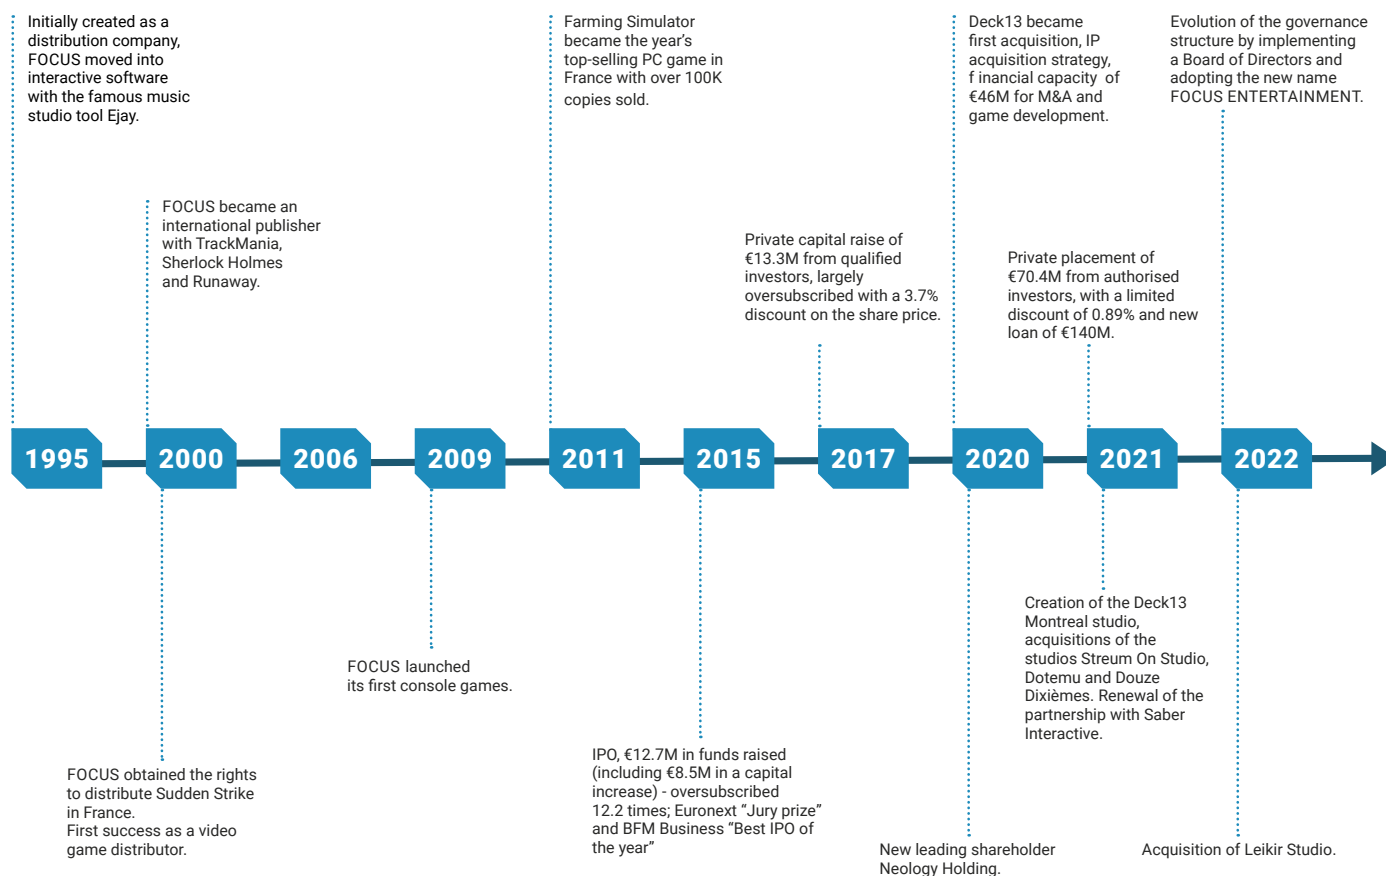 Initially created as a
distribution company,
FOCUS moved into
interactive software
with the famous music
studio tool Ejay.
Farming Simulator
became the year's
top-selling PC game in
France with over 100K
copies sold.
Deck13 became
first acquisition, IP
acquisition strategy,
f inancial capacity of
€46M for M&A and
game development.
Evolution of the governance
structure by implementing
a Board of Directors and
adopting the new name
FOCUS ENTERTAINMENT.
FOCUS became an
international publisher
with TrackMania,
Sherlock Holmes
and Runaway.
Private capital raise of
€13.3M from qualified
investors, largely
oversubscribed with a 3.7%
discount on the share price.
Private placement of
€70.4M from authorised
investors, with a limited
discount of 0.89% and new
loan of €140M.
1995
2000
2006
2009
2011
2015
2017
2020
2021
2022
Creation of the Deck13
Montreal studio,
acquisitions of the
studios Streum On Studio,
Dotemu and Douze
Dixièmes. Renewal of the
partnership with Saber
Interactive.
FOCUS launched
its first console games.
IPO, €12.7M in funds raised
(including €8.5M in a capital
increase) - oversubscribed
12.2 times; Euronext “Jury prize”
and BFM Business “Best IPO of
the year”
FOCUS obtained the rights
to distribute Sudden Strike
in France.
First success as a video
game distributor.
New leading shareholder
Neology Holding.
Acquisition of Leikir Studio.